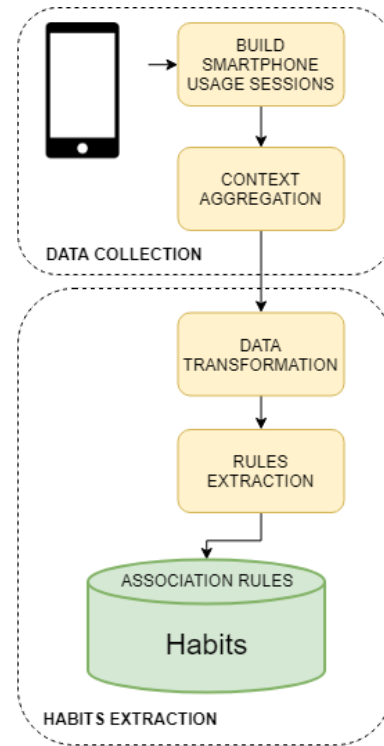 BUILD
SMARTPHONE
USAGE SESSIONS
CONTEXT
AGGREGATION
DATA COLLECTION
DATA
TRANSFORMATION
RULES
EXTRACTION
ASSOCIATION RULES
Habits
HABITS EXTRACTION